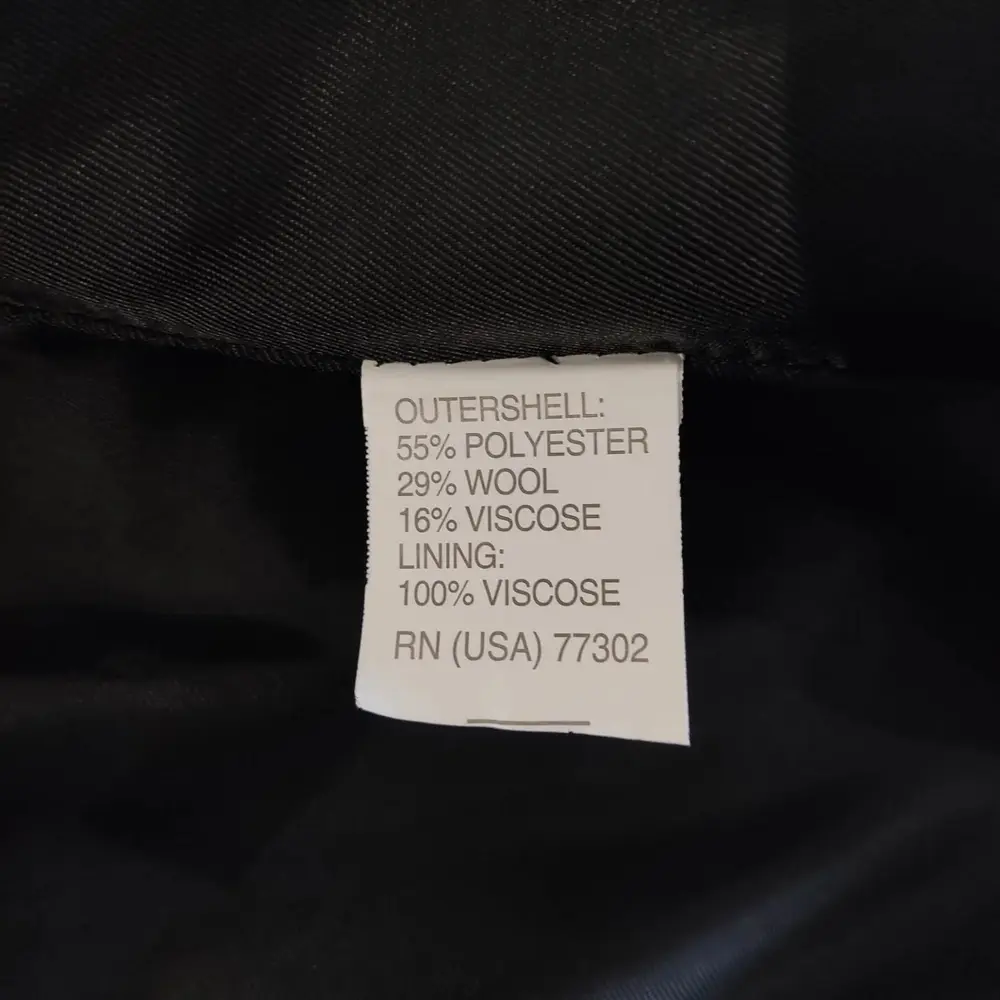 OUTERSHELL:
55% POLYESTER
29% WOOL
16% VISCOSE
LINING:
100% VISCOSE
RN (USA) 77302